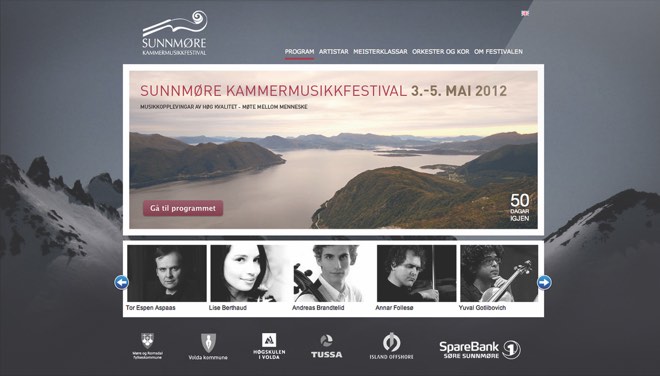 SUNNMØRE
KAMMERMUSIKKFESTIVAL
PROGRAM ARTISTAR MEISTERKLASSAR ORKESTER OG KOR OM FESTIVALEN
SUNNMØRE KAMMERMUSIKKFESTIVAL 3.-5. MAI 2012
MUSIKKOPPLEVINGAR AV HØG KVALITET - MØTE MELLOM MENNESKE
Gå til programmet
50
DAGAR
IGJEN
Tor Espen Aspaas Lise Berthaud Andreas Brantelid Annar Follesø Yuval Gotlibovich
Møre og Romsdal
fylkeskommune
Volda kommune
HØGSKULEN
I VOLDA
TUSSA
ISLAND OFFSHORE
SpareBank 1
SØRE SUNNMØRE